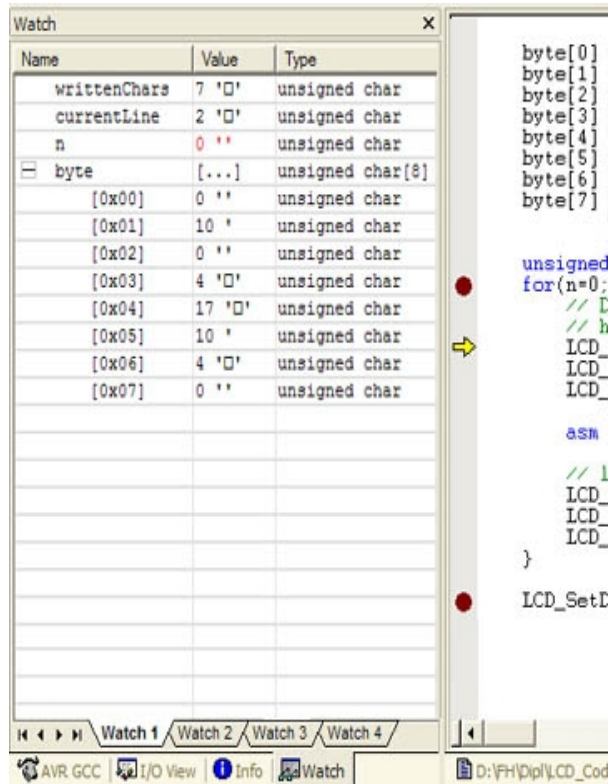 Watch
Name Value Type
writtenChars 7 '□' unsigned char
currentLine 2 '□' unsigned char
n 0 '' unsigned char
byte [...] unsigned char[8]
[0x00] 0 '' unsigned char
[0x01] 10 ' unsigned char
[0x02] 0 '' unsigned char
[0x03] 4 '□' unsigned char
[0x04] 17 '□' unsigned char
[0x05] 10 ' unsigned char
[0x06] 4 '□' unsigned char
[0x07] 0 '' unsigned char
Watch 1 Watch 2 Watch 3 Watch 4
AVR GCC I/O View Info Watch
byte[0]
byte[1]
byte[2]
byte[3]
byte[4]
byte[5]
byte[6]
byte[7]
unsigned
for(n=0;
// D
// h
LCD_
LCD_
LCD_
asm
// l
LCD_
LCD_
LCD_
}
LCD_SetD
D:\FH\Dipl\LCD_Cod